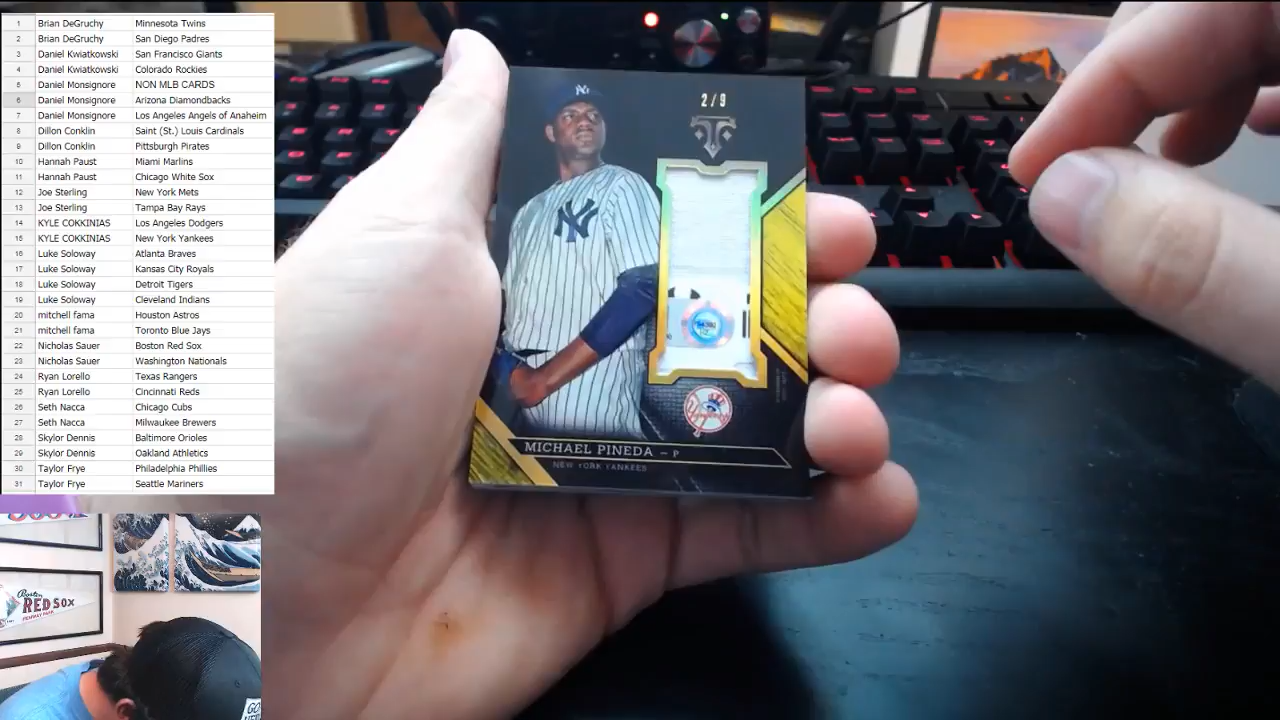 1 Brian DeGruchy Minnesota Twins
2 Brian DeGruchy San Diego Padres
3 Daniel Kwiatkowski San Francisco Giants
4 Daniel Kwiatkowski Colorado Rockies
5 Daniel Monsignore NON MLB CARDS
6 Daniel Monsignore Arizona Diamondbacks
7 Daniel Monsignore Los Angeles Angels of Anaheim
8 Dillon Conklin Saint (St.) Louis Cardinals
9 Dillon Conklin Pittsburgh Pirates
10 Hannah Paust Miami Marlins
11 Hannah Paust Chicago White Sox
12 Joe Sterling New York Mets
13 Joe Sterling Tampa Bay Rays
14 KYLE COKKINIAS Los Angeles Dodgers
15 KYLE COKKINIAS New York Yankees
16 Luke Soloway Atlanta Braves
17 Luke Soloway Kansas City Royals
18 Luke Soloway Detroit Tigers
19 Luke Soloway Cleveland Indians
20 mitchell fama Houston Astros
21 mitchell fama Toronto Blue Jays
22 Nicholas Sauer Boston Red Sox
23 Nicholas Sauer Washington Nationals
24 Ryan Lorello Texas Rangers
25 Ryan Lorello Cincinnati Reds
26 Seth Nacca Chicago Cubs
27 Seth Nacca Milwaukee Brewers
28 Skylor Dennis Baltimore Orioles
29 Skylor Dennis Oakland Athletics
30 Taylor Frye Philadelphia Phillies
31 Taylor Frye Seattle Mariners
2/9
NY
NY
MICHAEL PINEDA – P
NEW YORK YANKEES
Boston
RED SOX